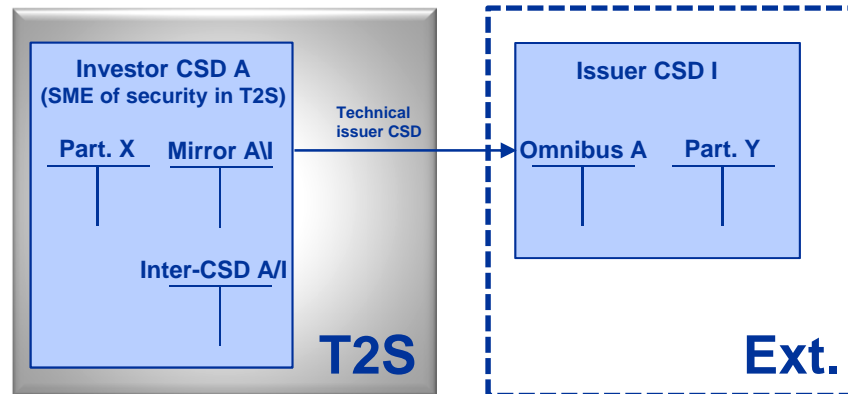 Investor CSD A
(SME of security in T2S)
Part. X
Mirror A\I
Inter-CSD A/I
T2S
Technical
issuer CSD
Issuer CSD I
Omnibus A
Part. Y
Ext.